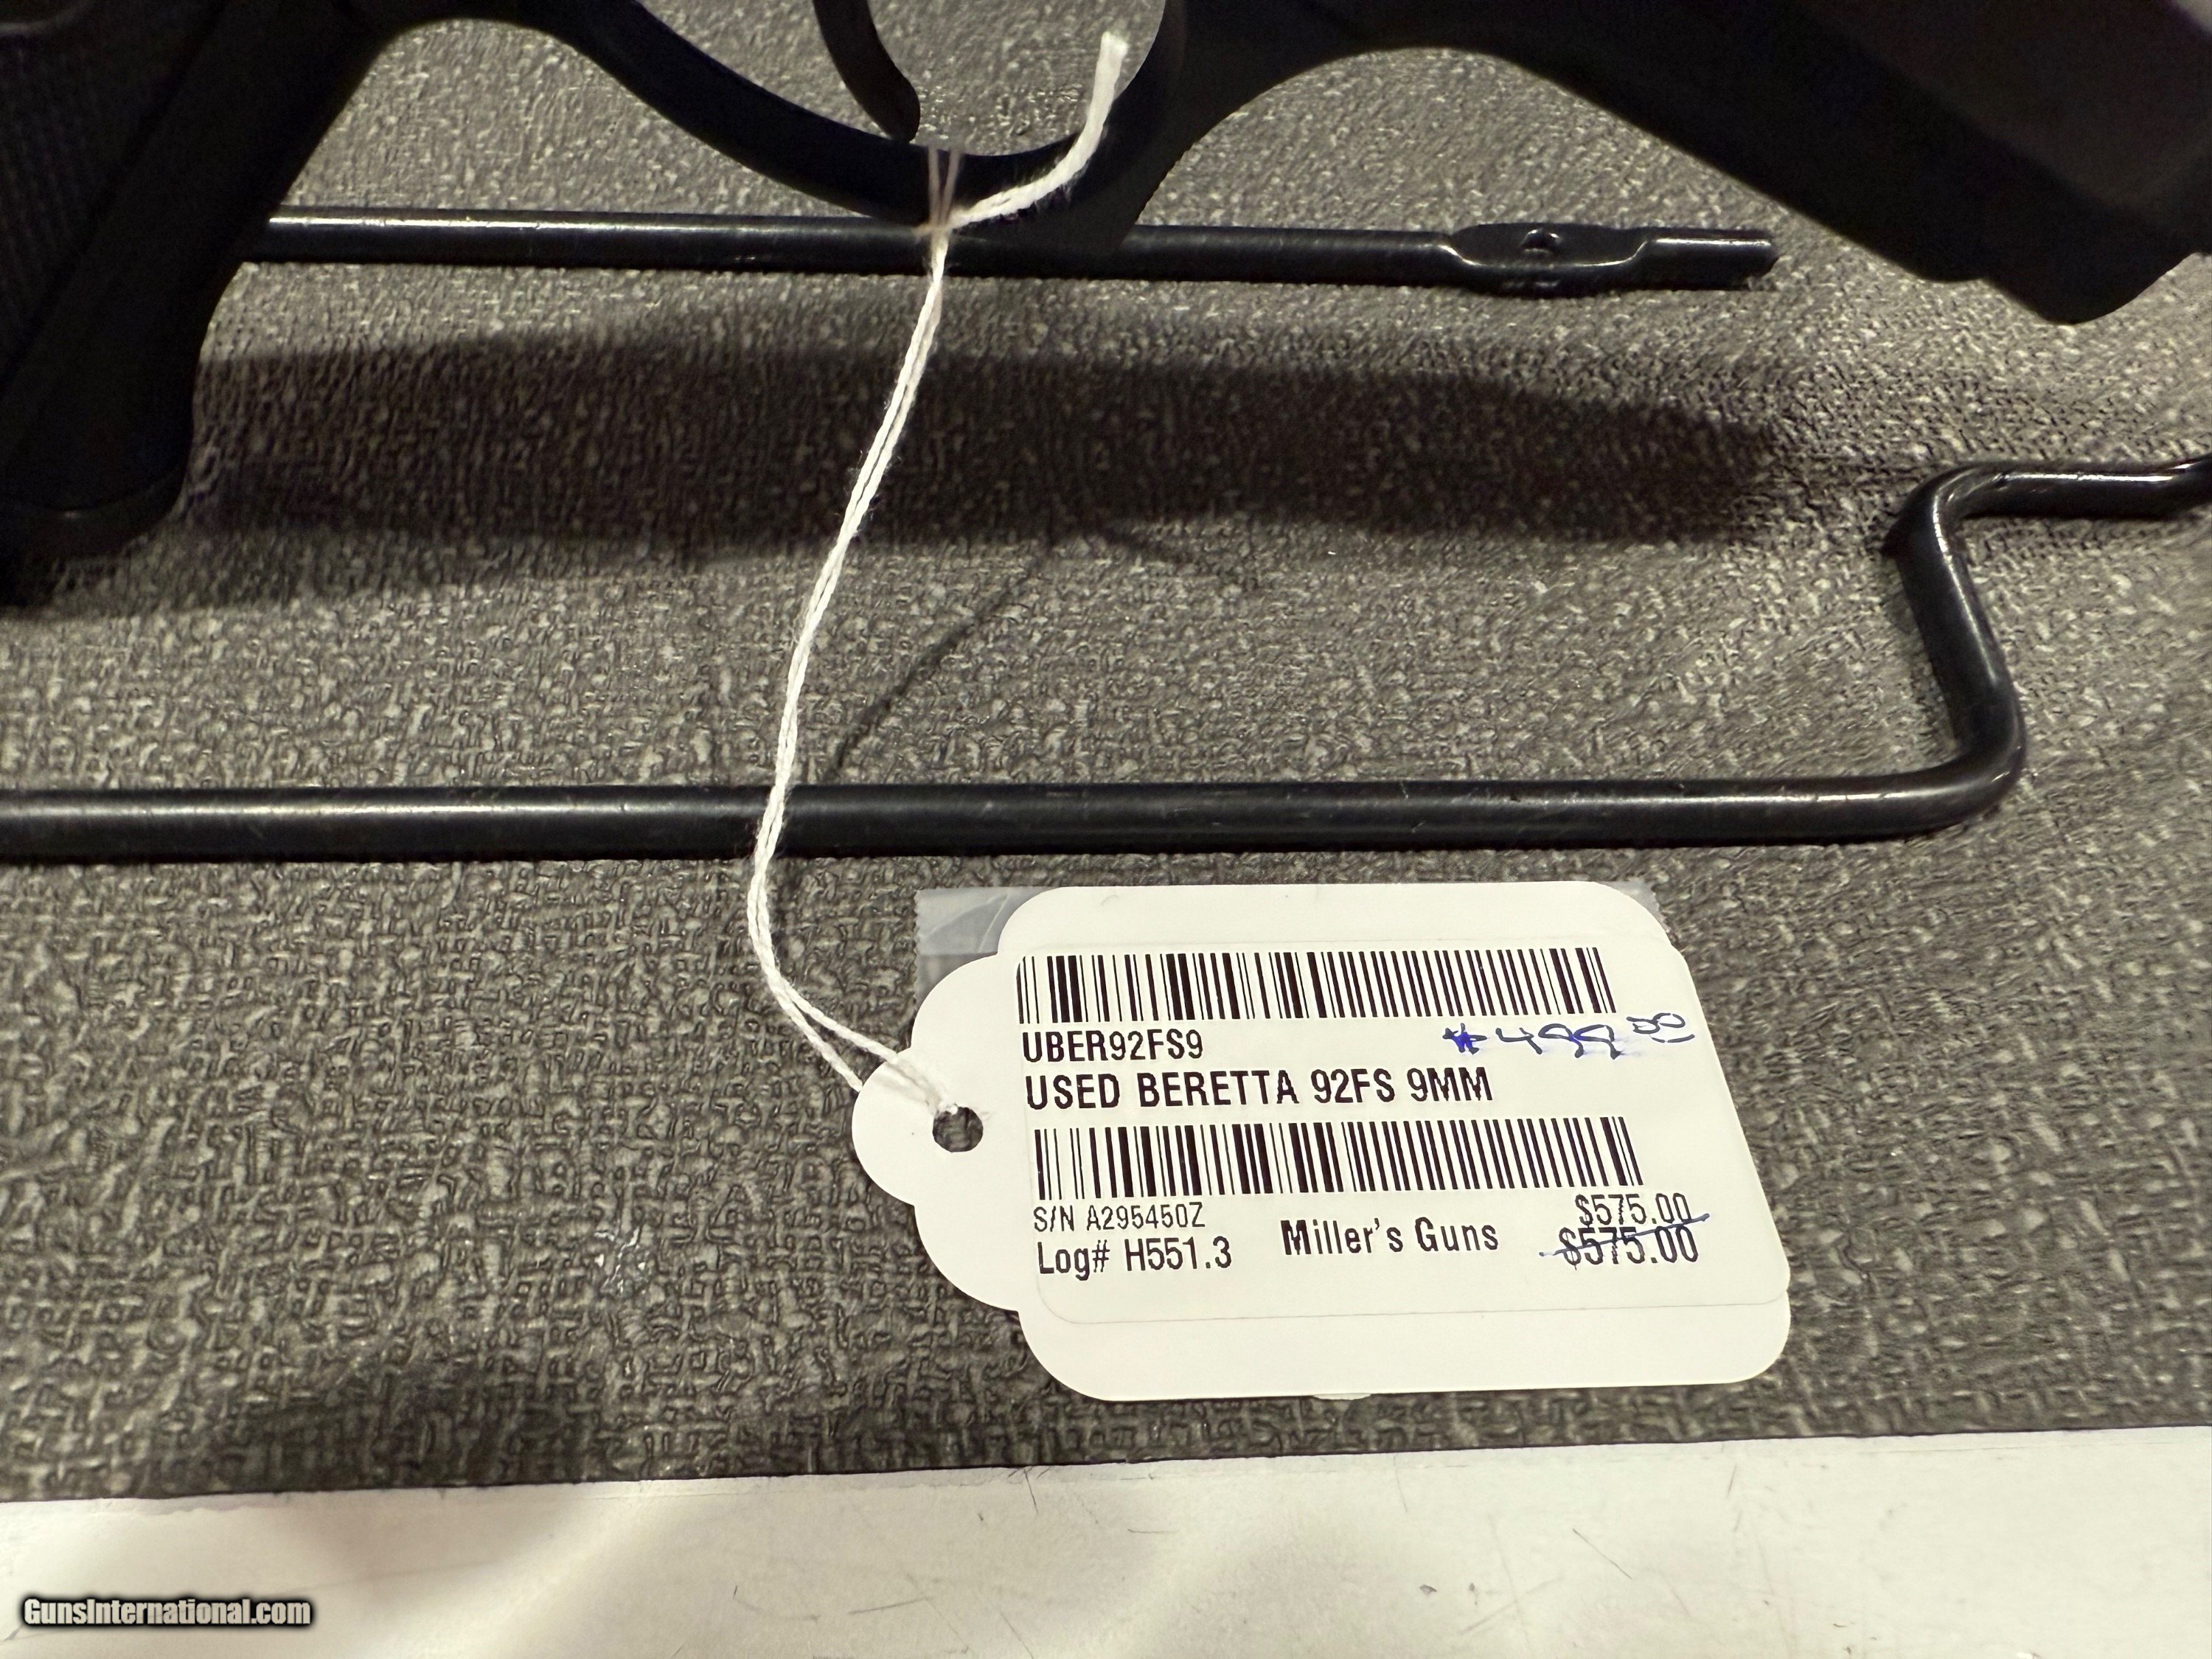 UBER92FS9 $499.00
USED BERETTA 92FS 9MM
S/N A295450Z
Log# H551.3
Miller's Guns
$575.00
$575.00
GunsInternational.com